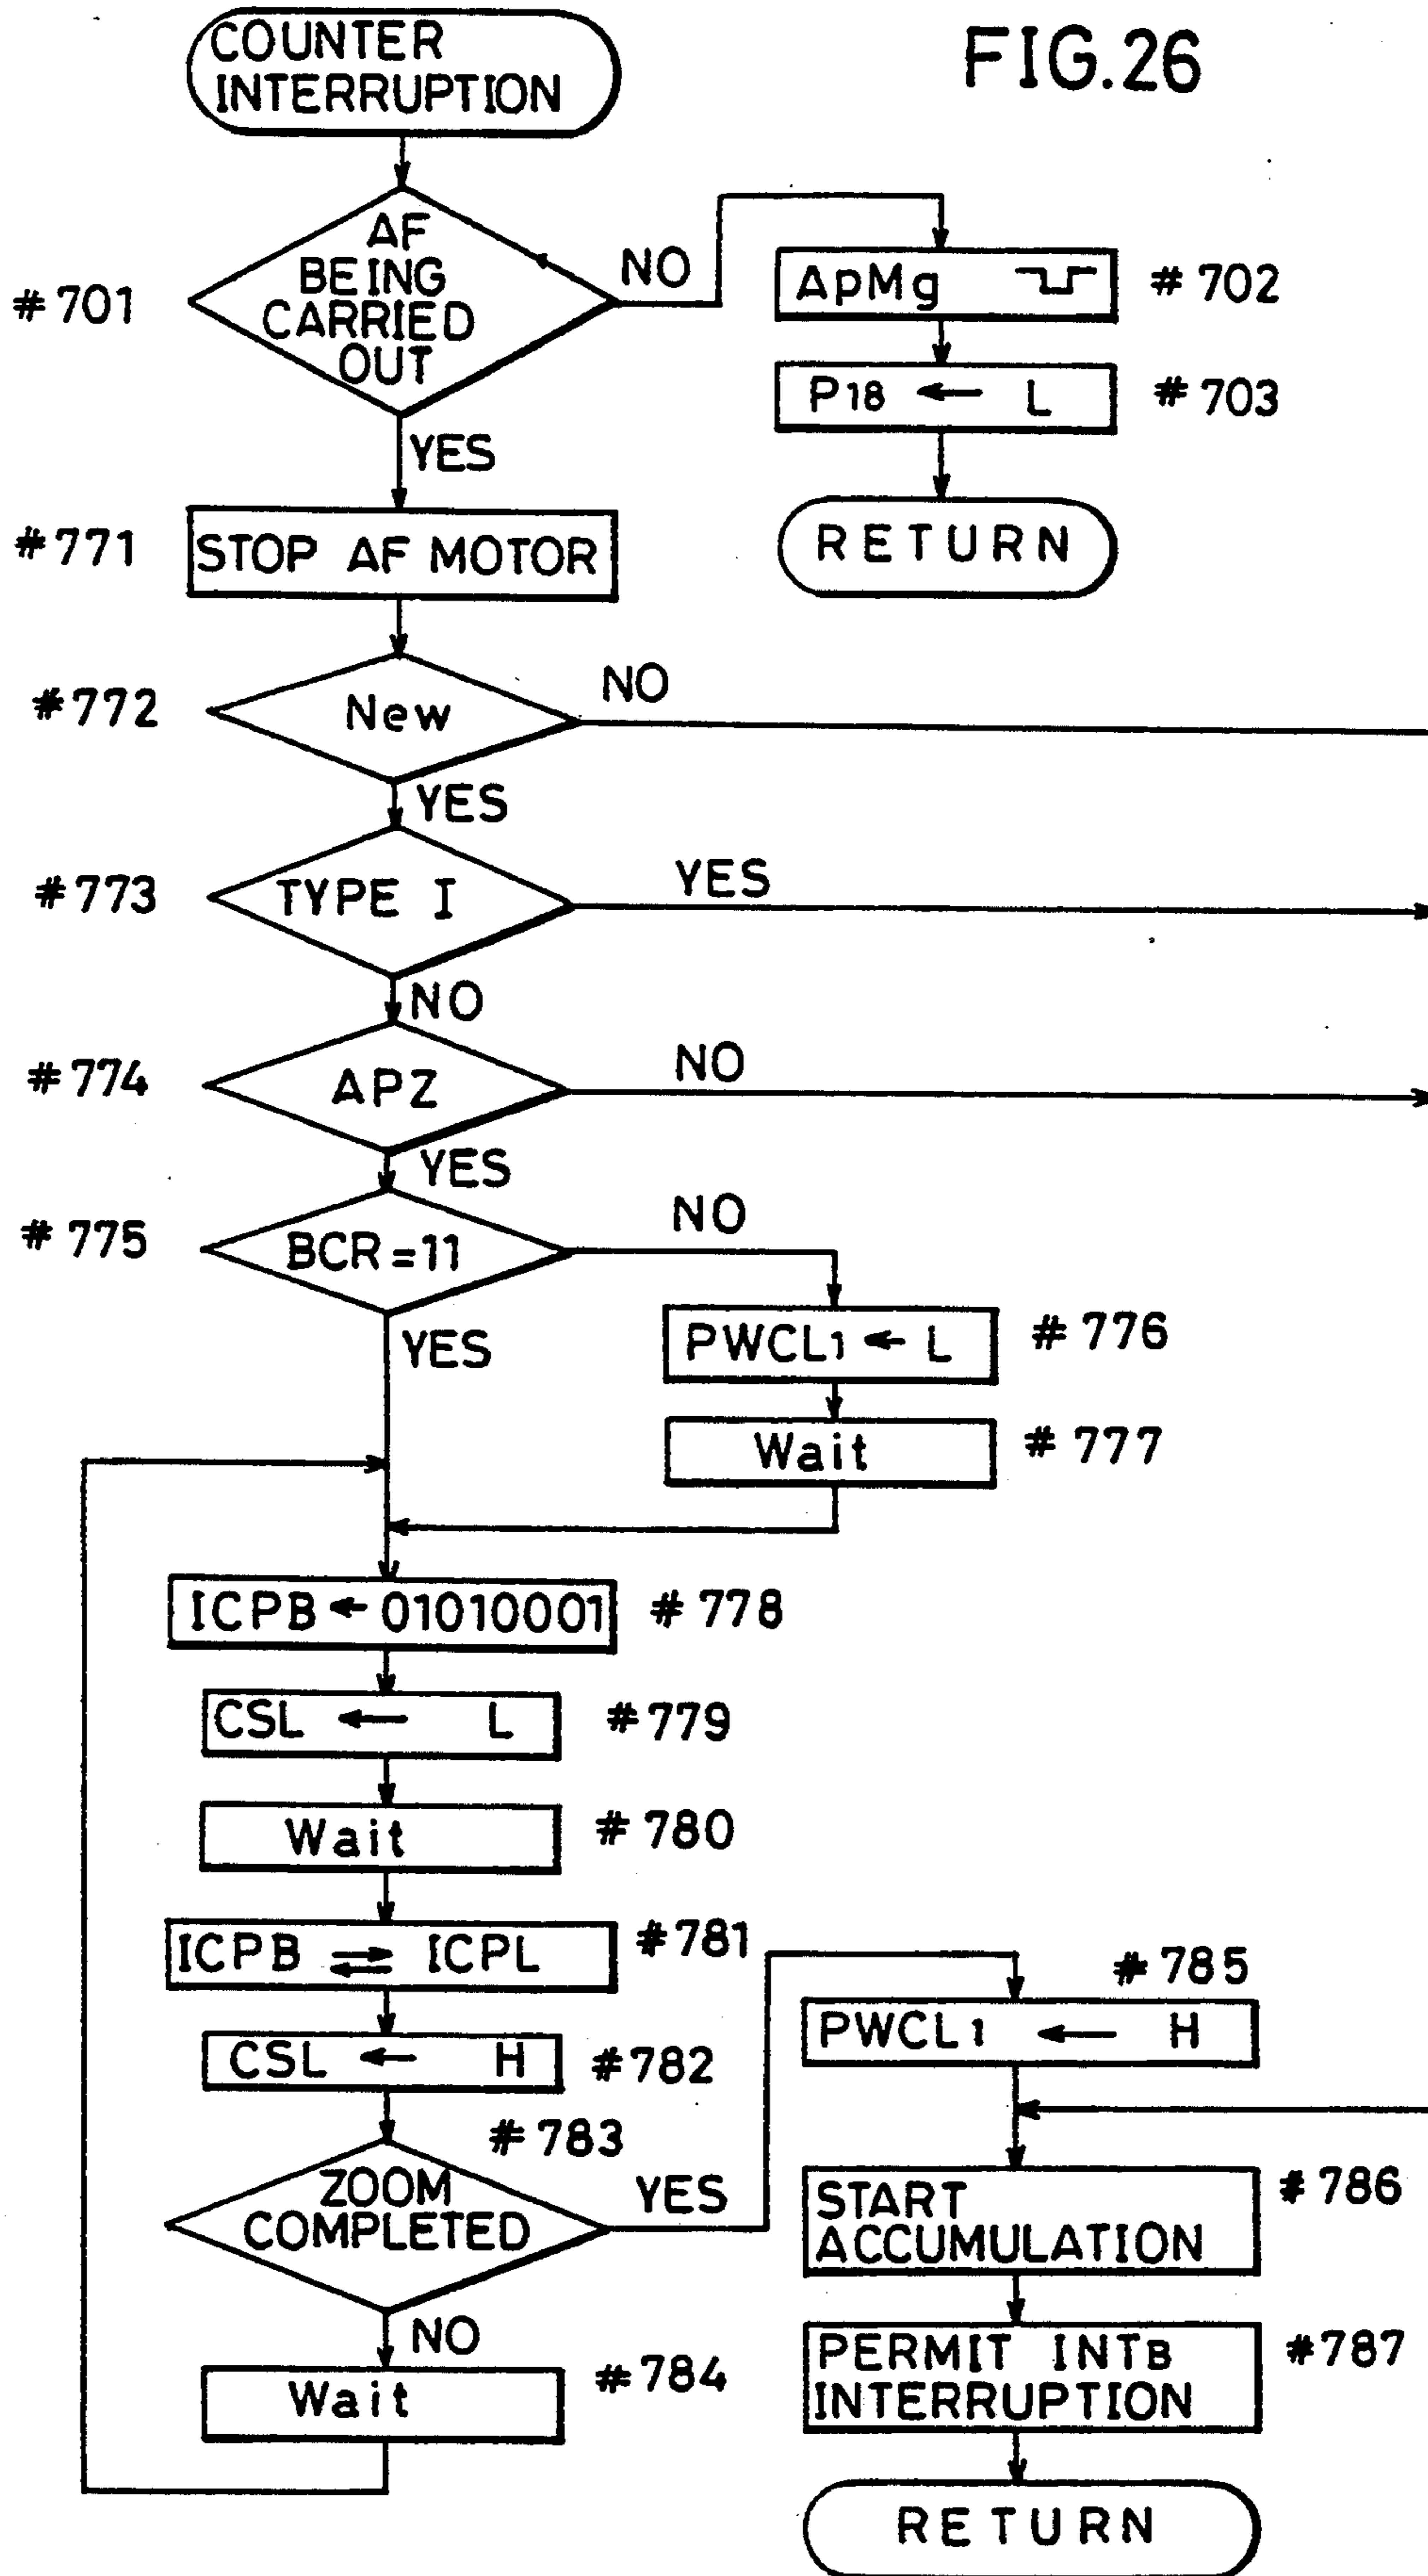 FIG.26
COUNTER
INTERRUPTION
#701
AF
BEING
CARRIED
OUT
NO
ApMg
#702
P18 ← L
#703
RETURN
YES
#771
STOP AF MOTOR
#772
New
NO
YES
#773
TYPE I
YES
NO
#774
APZ
NO
YES
#775
BCR=11
NO
YES
PWCL1 ← L
#776
Wait
#777
ICPB ← 01010001
#778
CSL ← L
#779
Wait
#780
ICPB ⇄ ICPL
#781
CSL ← H
#782
#783
ZOOM
COMPLETED
YES
NO
Wait
#784
#785
PWCL1 ← H
START
ACCUMULATION
#786
PERMIT INTB
INTERRUPTION
#787
RETURN